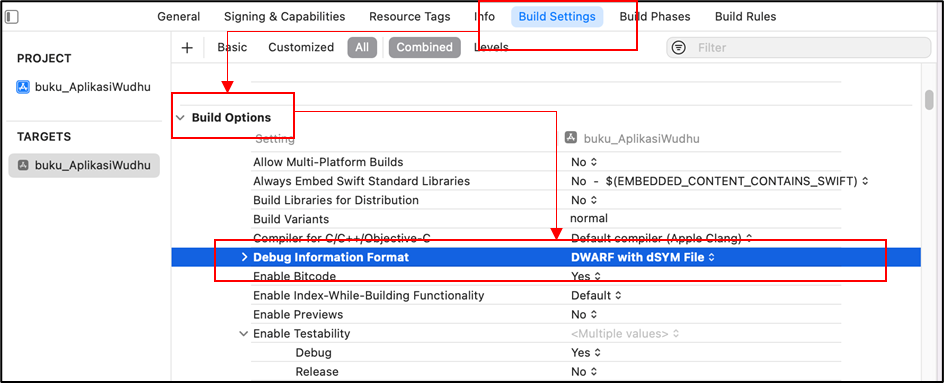 General Signing & Capabilities Resource Tags Info Build Settings Build Phases Build Rules
+ Basic Customized All Combined Levels Filter
PROJECT
buku_AplikasiWudhu
TARGETS
buku_AplikasiWudhu
Build Options
Setting buku_AplikasiWudhu
Allow Multi-Platform Builds No
Always Embed Swift Standard Libraries No - $(EMBEDDED_CONTENT_CONTAINS_SWIFT)
Build Libraries for Distribution No
Build Variants normal
Compiler for C/C++/Objective-C Default compiler (Apple Clang)
Debug Information Format DWARF with dSYM File
Enable Bitcode Yes
Enable Index-While-Building Functionality Default
Enable Previews No
Enable Testability <Multiple values>
Debug Yes
Release No